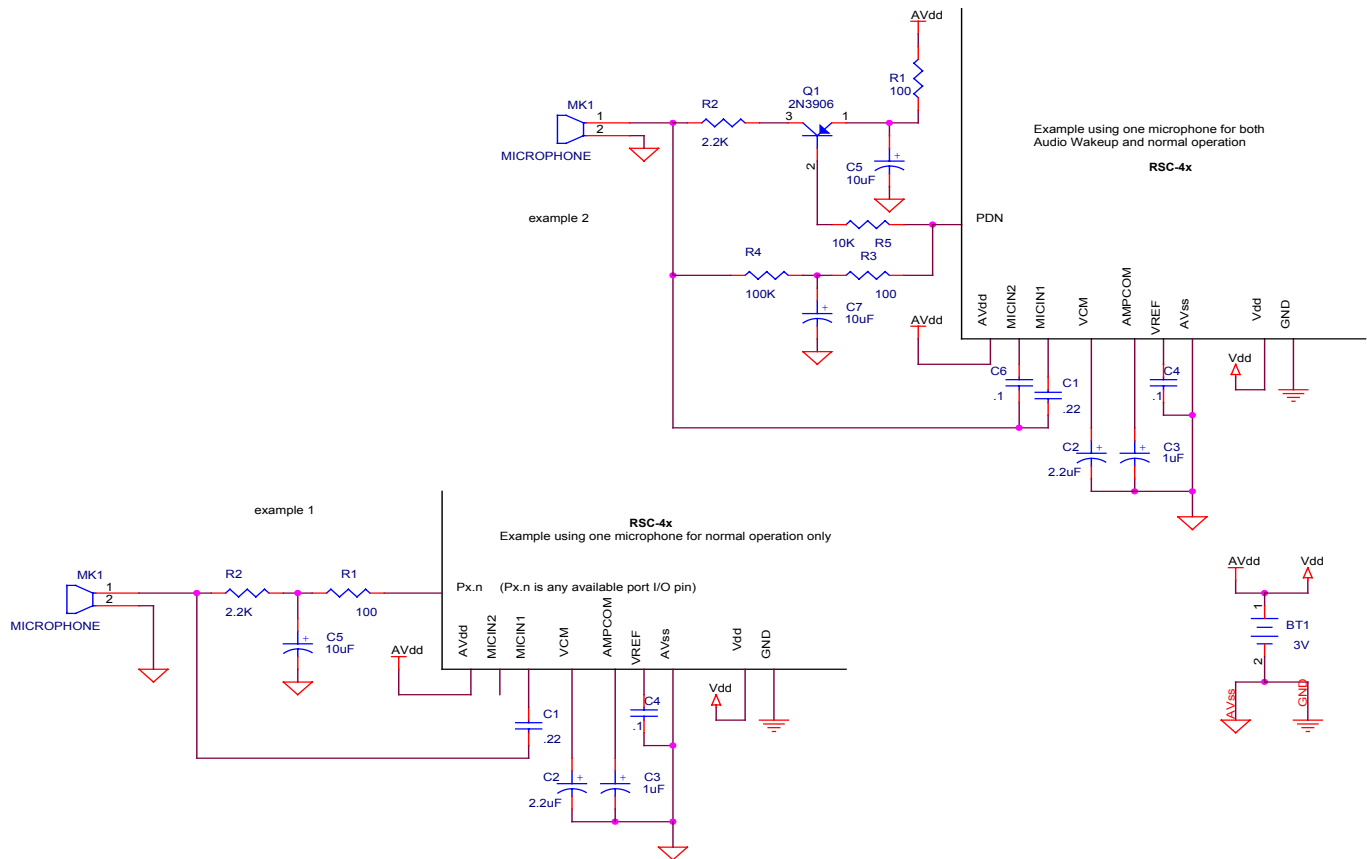 AVdd
R1
100
Q1
2N3906
R2
2.2K
3
1
2
MK1
1
2
MICROPHONE
C5
+
10uF
Example using one microphone for both
Audio Wakeup and normal operation
RSC-4x
example 2
PDN
10K
R5
R4
100K
R3
100
C7
+
10uF
AVdd
AVdd
MICIN2
MICIN1
VCM
AMPCOM
VREF
AVss
Vdd
GND
Vdd
C6
.1
C1
.22
C4
.1
C2
+
2.2uF
C3
+
1uF
example 1
RSC-4x
Example using one microphone for normal operation only
MK1
1
2
MICROPHONE
R2
2.2K
R1
100
Px.n (Px.n is any available port I/O pin)
C5
+
10uF
AVdd
AVdd
MICIN2
MICIN1
VCM
AMPCOM
VREF
AVss
Vdd
GND
Vdd
C1
.22
C4
.1
C2
+
2.2uF
C3
+
1uF
AVdd
Vdd
1
BT1
3V
2
AVss
GND